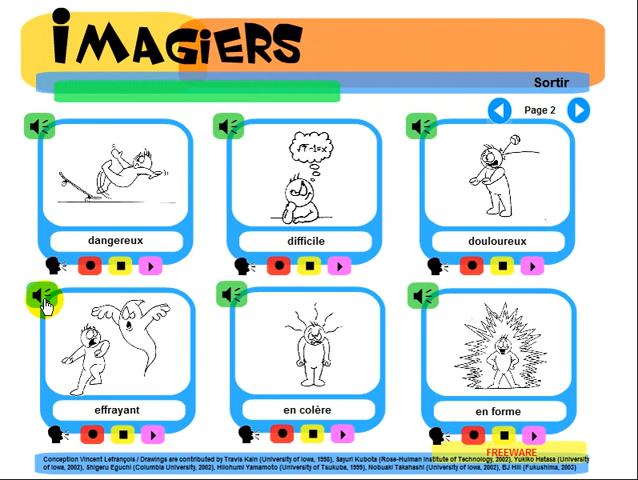 iMAGiERS
Sortir
Page 2
√‾-1=x
dangereux
difficile
douloureux
effrayant
en colère
en forme
FREEWARE
Conception Vincent Lefrançois / Drawings are contributed by Travis Kain (University of Iowa, 1998), Sayuri Kubota (Rose-Hulman Institute of Technology, 2002), Yukiko Hatasa (University
of Iowa, 2002), Shigeru Eguchi (Columbia University, 2002), Hilohumi Yamamoto (University of Tsukuba, 1999), Nobuaki Takahashi (University of Iowa, 2002), BJ Hill (Fukushima, 2003)